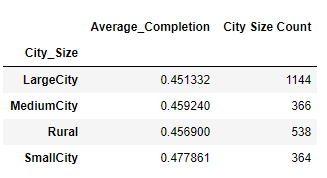 Average_Completion City Size Count
City_Size
LargeCity 0.451332 1144
MediumCity 0.459240 366
Rural 0.456900 538
SmallCity 0.477861 364